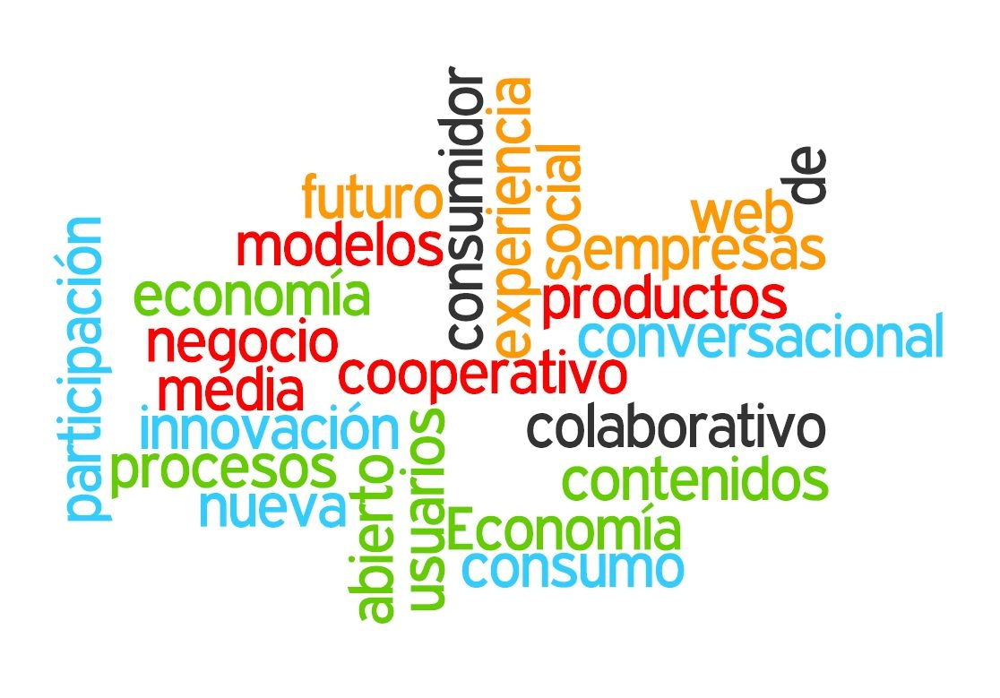 consumidor
experiencia
social
de
futuro
web
modelos
empresas
participación
economía
productos
negocio
conversacional
media
cooperativo
innovación
colaborativo
procesos
usuarios
contenidos
nueva
abierto
Economía
consumo